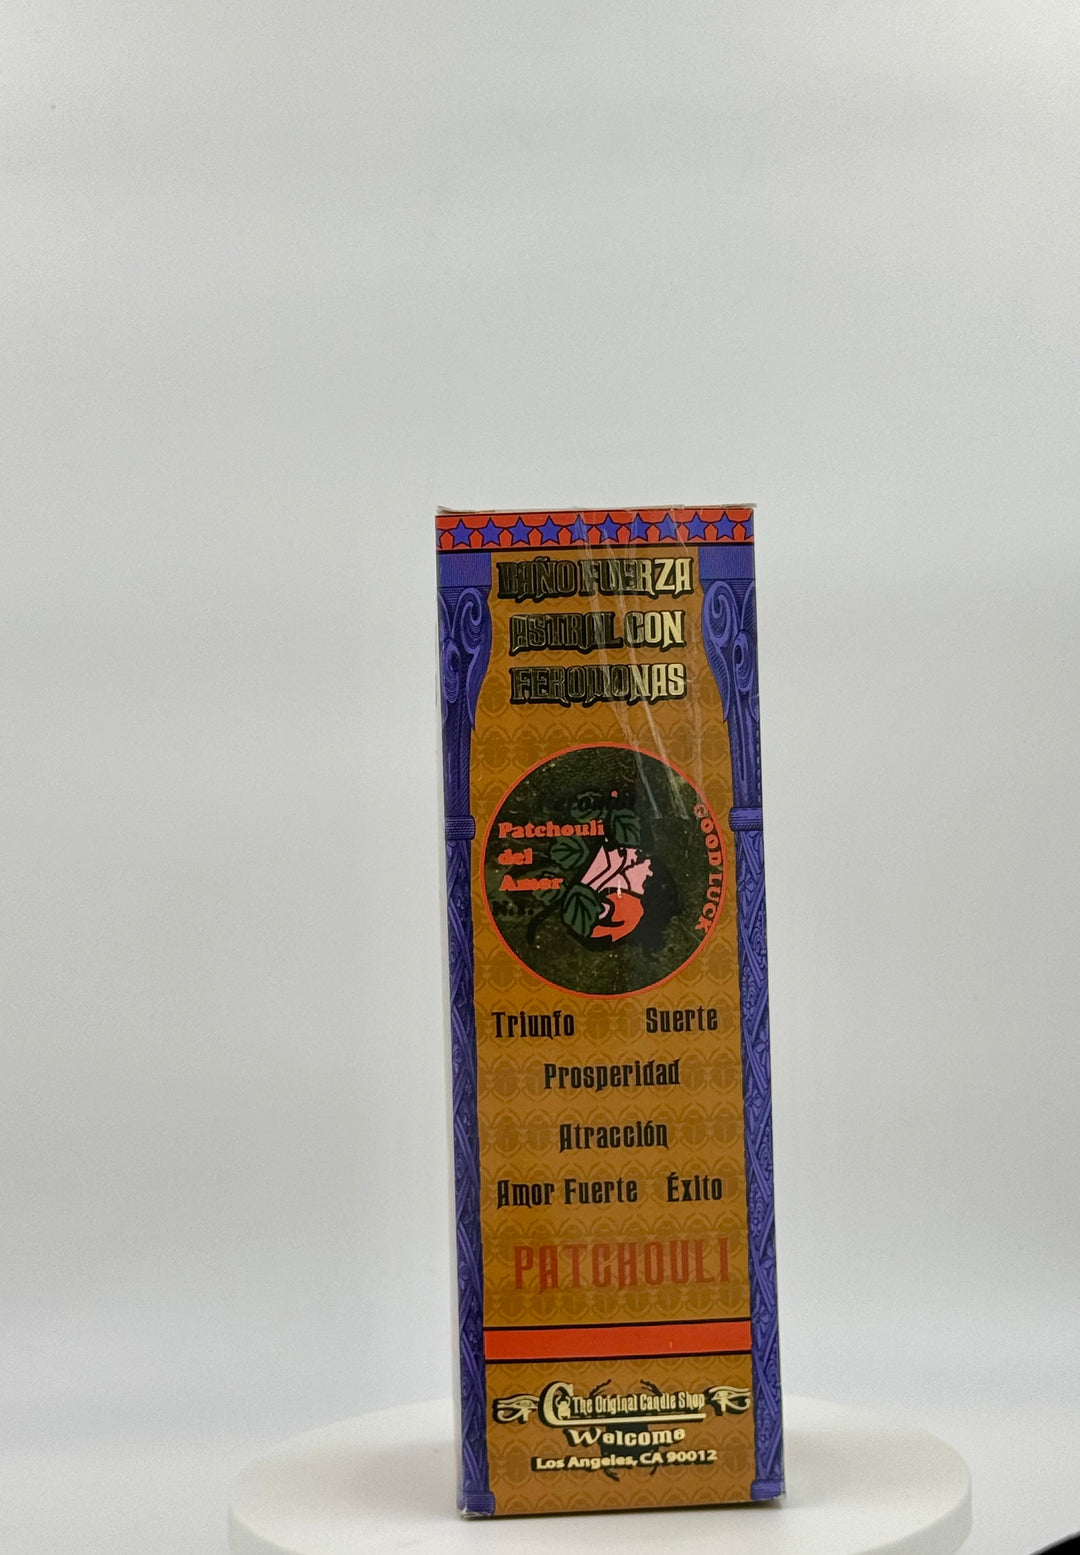 BAÑO FUERZA
ASTRAL CON
FEROMONAS
Patchouli
del
Amor
GOOD LUCK
Triunfo Suerte
Prosperidad
Atracción
Amor Fuerte Éxito
PATCHOULI
The Original Candle Shop
Welcome
Los Angeles, CA 90012